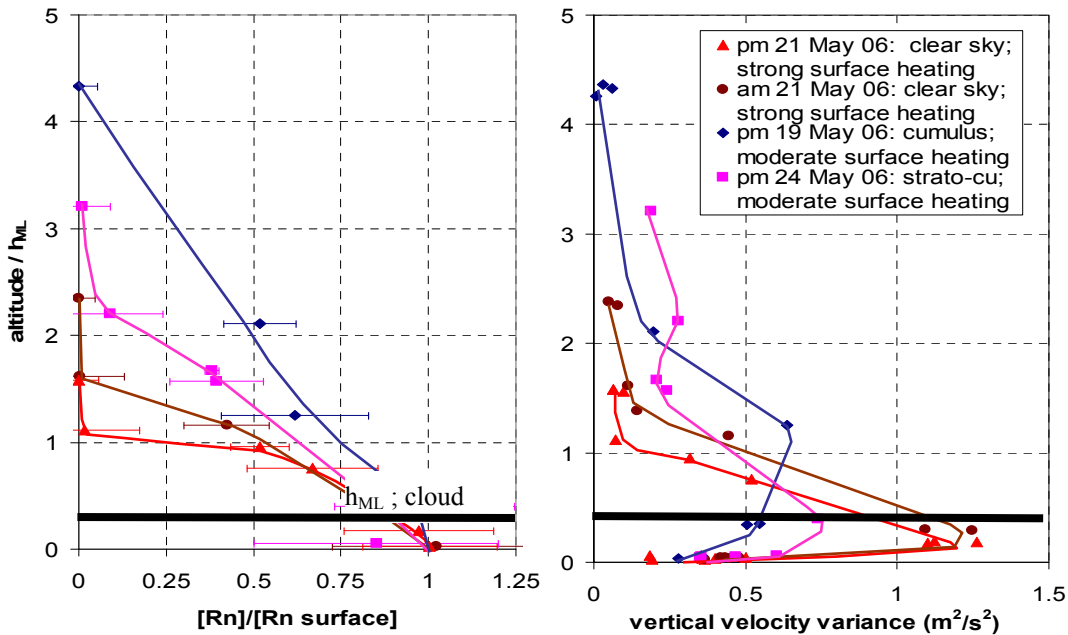 5
4
3
2
1
0
altitude / hML
0
0.25
0.5
0.75
1
1.25
[Rn]/[Rn surface]
hML ; cloud
5
4
3
2
1
0
0
0.5
1
1.5
vertical velocity variance (m²/s²)
pm 21 May 06: clear sky;
strong surface heating
am 21 May 06: clear sky;
strong surface heating
pm 19 May 06: cumulus;
moderate surface heating
pm 24 May 06: strato-cu;
moderate surface heating